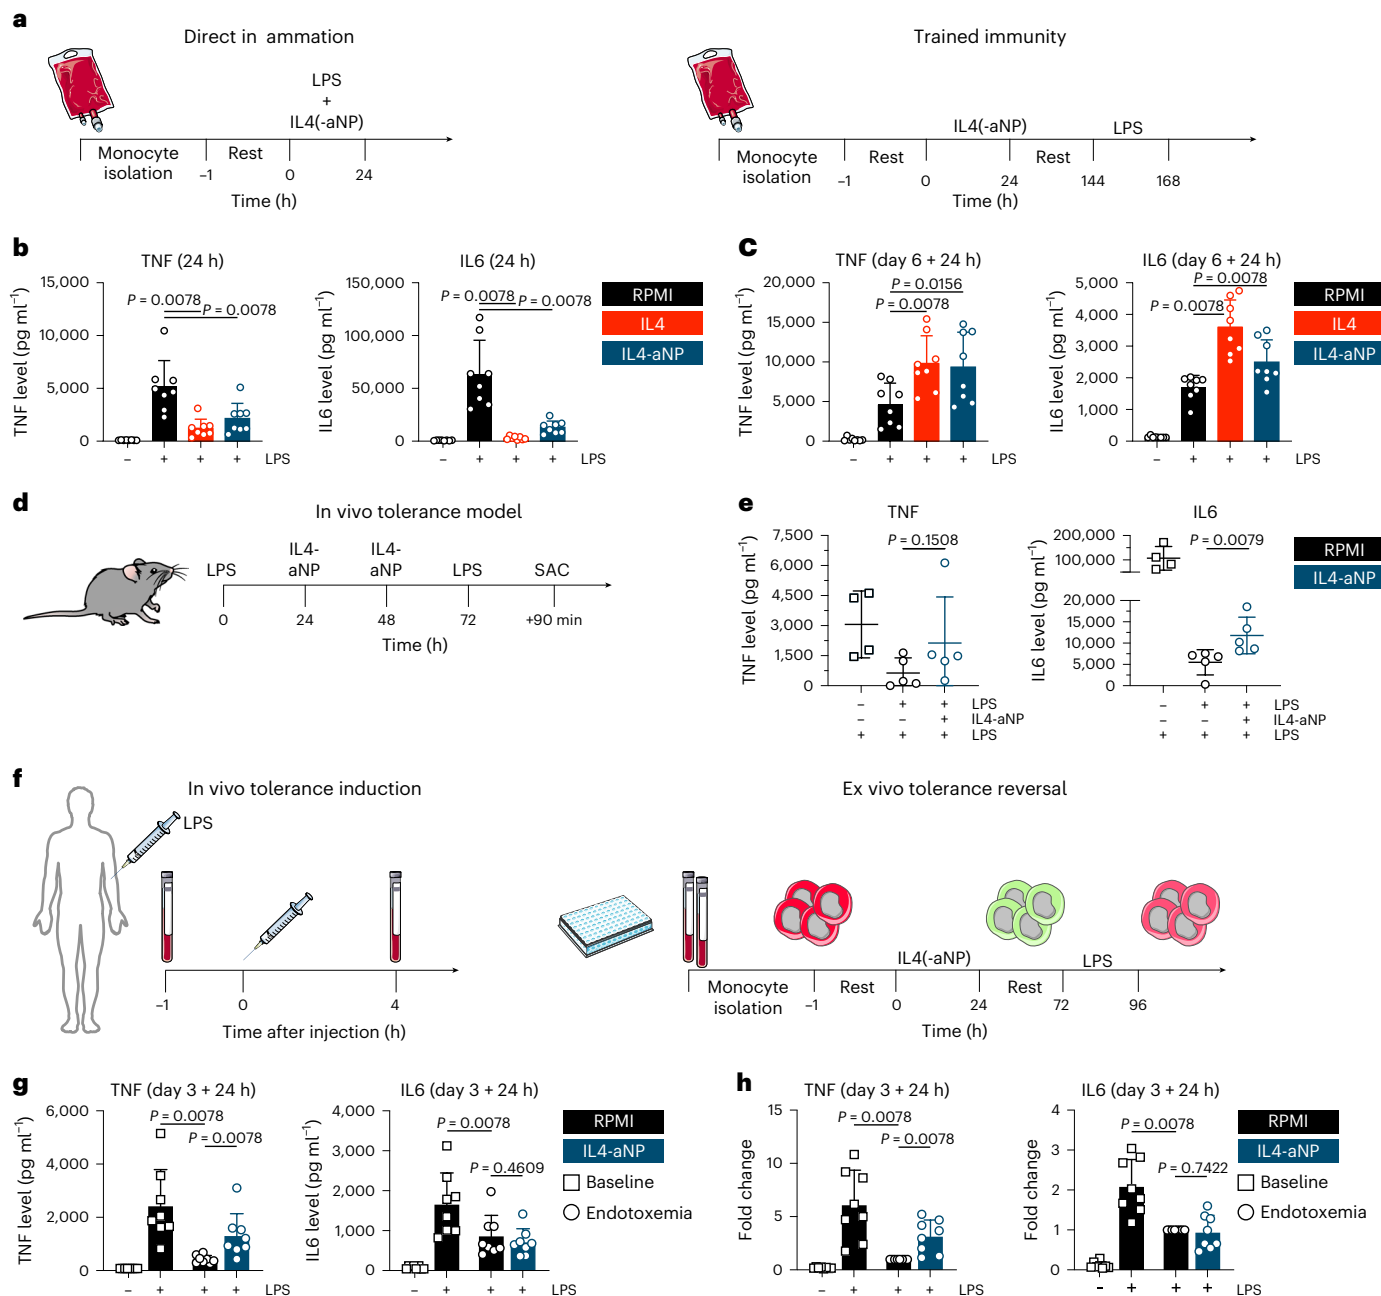 a
Direct in ammation
LPS
+
IL4(-aNP)
Monocyte
isolation
Rest
–1
0
24
Time (h)
Trained immunity
IL4(-aNP)
LPS
Monocyte
isolation
Rest
Rest
–1
0
24
144
168
Time (h)
b
TNF (24 h)
TNF level (pg ml−1)
15,000
10,000
5,000
0
P = 0.0078
P = 0.0078
– + + + LPS
IL6 (24 h)
IL6 level (pg ml−1)
150,000
100,000
50,000
0
P = 0.0078
P = 0.0078
– + + + LPS
RPMI
IL4
IL4-aNP
C
TNF (day 6 + 24 h)
TNF level (pg ml−1)
20,000
15,000
10,000
5,000
0
P = 0.0156
P = 0.0078
– + + + LPS
IL6 (day 6 + 24 h)
IL6 level (pg ml−1)
5,000
4,000
3,000
2,000
1,000
0
P = 0.0078
P = 0.0078
– + + + LPS
RPMI
IL4
IL4-aNP
d
In vivo tolerance model
LPS
IL4-
aNP
IL4-
aNP
LPS
SAC
0
24
48
72
+90 min
Time (h)
e
TNF
TNF level (pg ml−1)
7,500
6,000
4,500
3,000
1,500
0
P = 0.1508
– + + LPS
– – + IL4-aNP
+ + + LPS
IL6
IL6 level (pg ml−1)
200,000
100,000
20,000
15,000
10,000
5,000
0
P = 0.0079
– + + LPS
– – + IL4-aNP
+ + + LPS
RPMI
IL4-aNP
f
In vivo tolerance induction
LPS
–1
0
4
Time after injection (h)
Ex vivo tolerance reversal
IL4(-aNP)
LPS
Monocyte
isolation
Rest
Rest
–1
0
24
72
96
Time (h)
g
TNF (day 3 + 24 h)
TNF level (pg ml−1)
6,000
4,000
2,000
0
P = 0.0078
P = 0.0078
– + + + LPS
IL6 (day 3 + 24 h)
IL6 level (pg ml−1)
4,000
3,000
2,000
1,000
0
P = 0.0078
P = 0.4609
– + + + LPS
RPMI
IL4-aNP
Baseline
Endotoxemia
h
TNF (day 3 + 24 h)
Fold change
15
10
5
0
P = 0.0078
P = 0.0078
– + + + LPS
IL6 (day 3 + 24 h)
Fold change
4
3
2
1
0
P = 0.0078
P = 0.7422
- + + + LPS
RPMI
IL4-aNP
Baseline
Endotoxemia